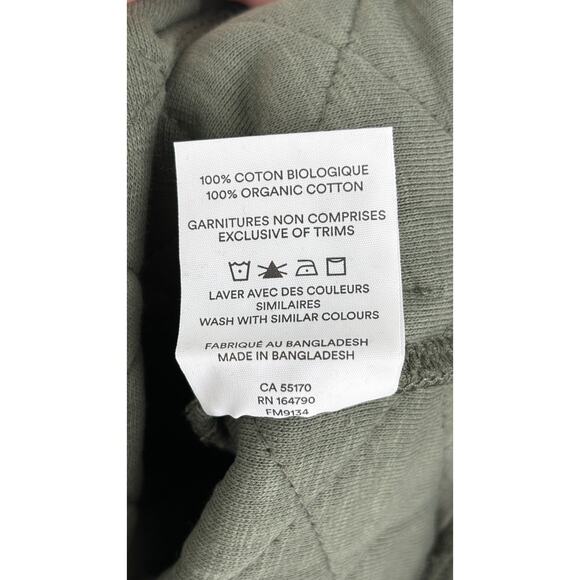 100% COTON BIOLOGIQUE
100% ORGANIC COTTON
GARNITURES NON COMPRISES
EXCLUSIVE OF TRIMS
LAVER AVEC DES COULEURS
SIMILAIRES
WASH WITH SIMILAR COLOURS
FABRIQUÉ AU BANGLADESH
MADE IN BANGLADESH
CA 55170
RN 164790
FM9134